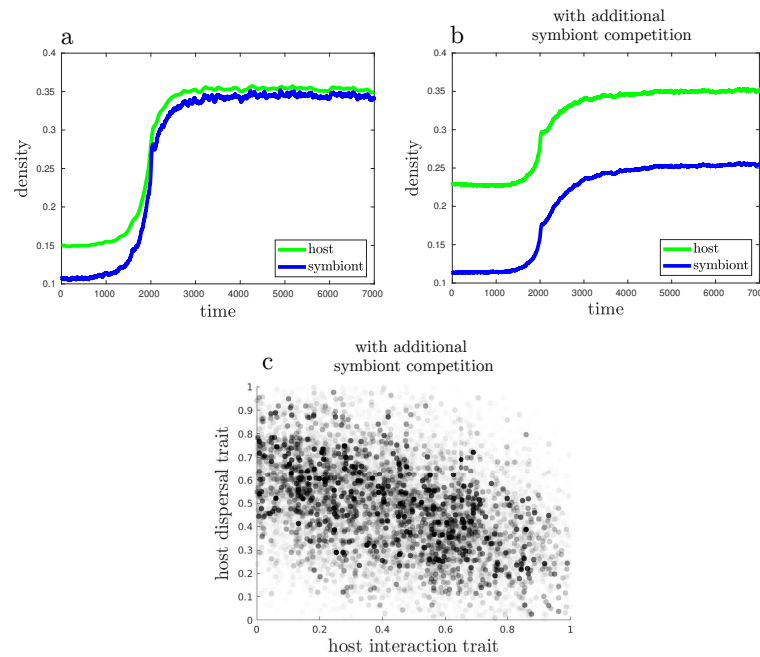 a
0.4
0.35
0.3
0.25
0.2
0.15
0.1
density
0
1000
2000
3000
4000
5000
6000
7000
time
host
symbiont
with additional
symbiont competition
b
0.4
0.35
0.3
0.25
0.2
0.15
0.1
density
0
1000
2000
3000
4000
5000
6000
time
host
symbiont
with additional
symbiont competition
c
1
0.9
0.8
0.7
0.6
0.5
0.4
0.3
0.2
0.1
0
host dispersal trait
0
0.2
0.4
0.6
0.8
1
host interaction trait